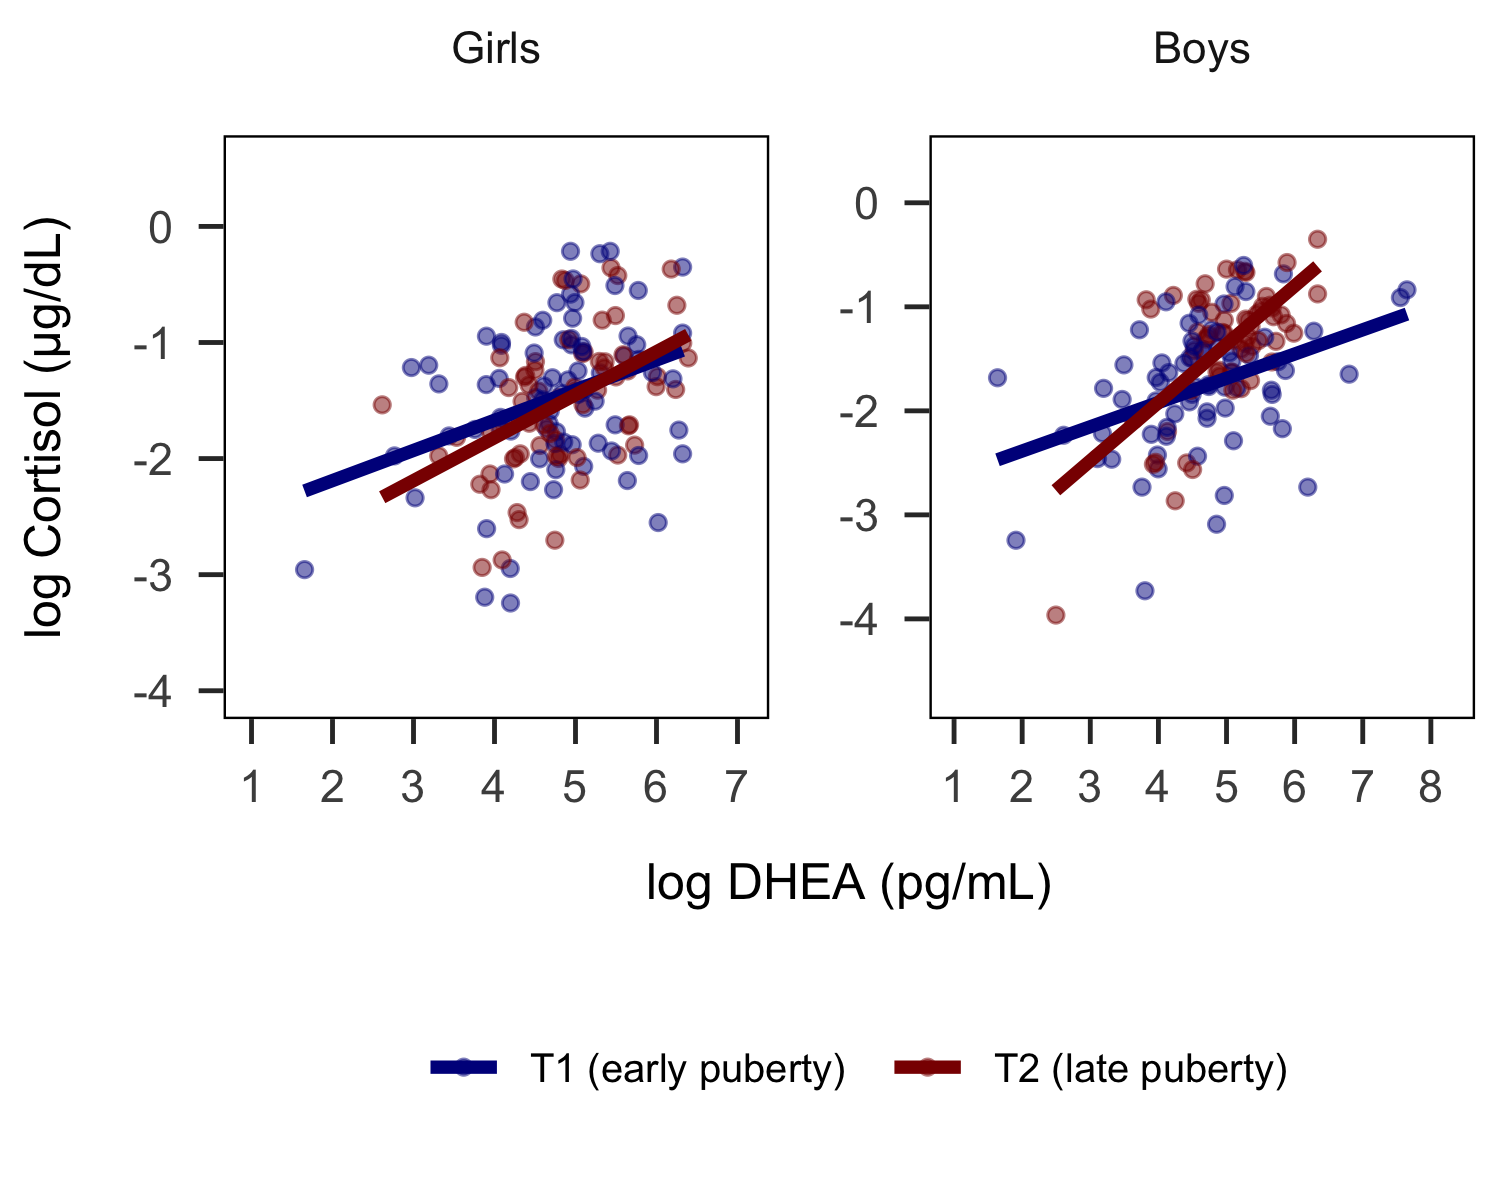 Girls
Boys
log Cortisol (µg/dL)
0
-1
-2
-3
-4
0
-1
-2
-3
-4
1 2 3 4 5 6 7
1 2 3 4 5 6 7 8
log DHEA (pg/mL)
T1 (early puberty)
T2 (late puberty)